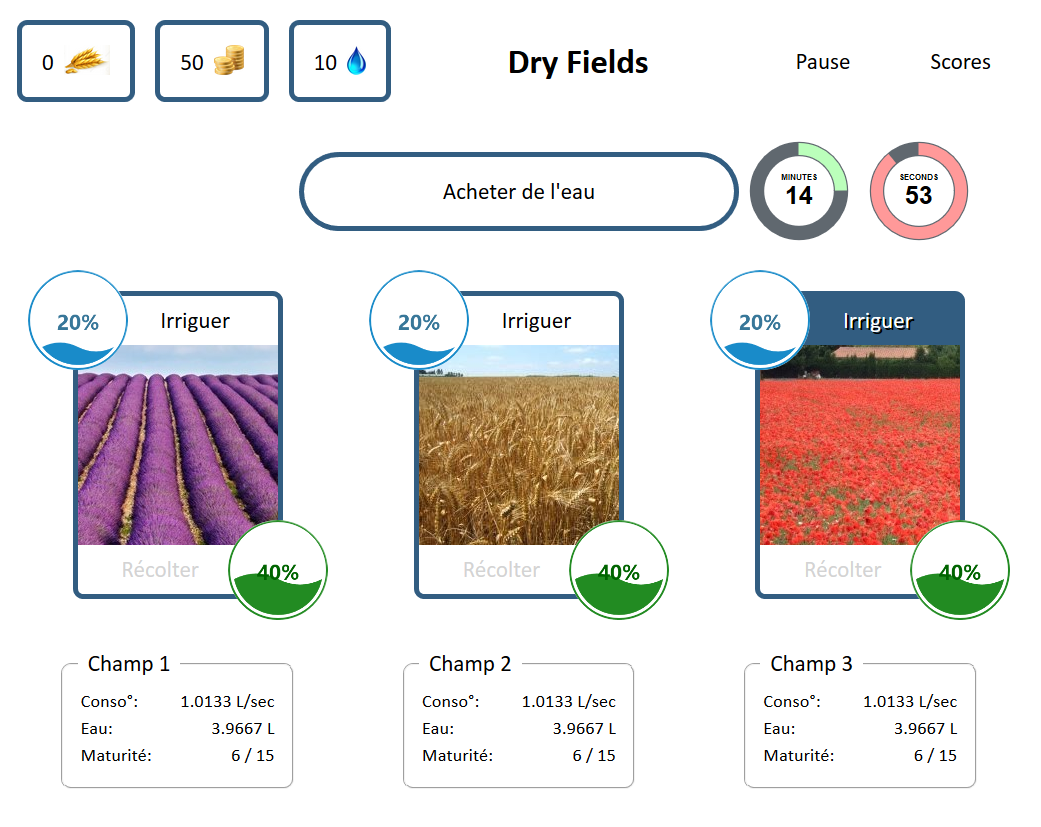 0
50
10
Dry Fields
Pause
Scores
Acheter de l'eau
MINUTES
14
SECONDS
53
20%
Irriguer
20%
Irriguer
20%
Irriguer
Récolter
40%
Récolter
40%
Récolter
40%
Champ 1
Conso°: 1.0133 L/sec
Eau: 3.9667 L
Maturité: 6 / 15
Champ 2
Conso°: 1.0133 L/sec
Eau: 3.9667 L
Maturité: 6 / 15
Champ 3
Conso°: 1.0133 L/sec
Eau: 3.9667 L
Maturité: 6 / 15